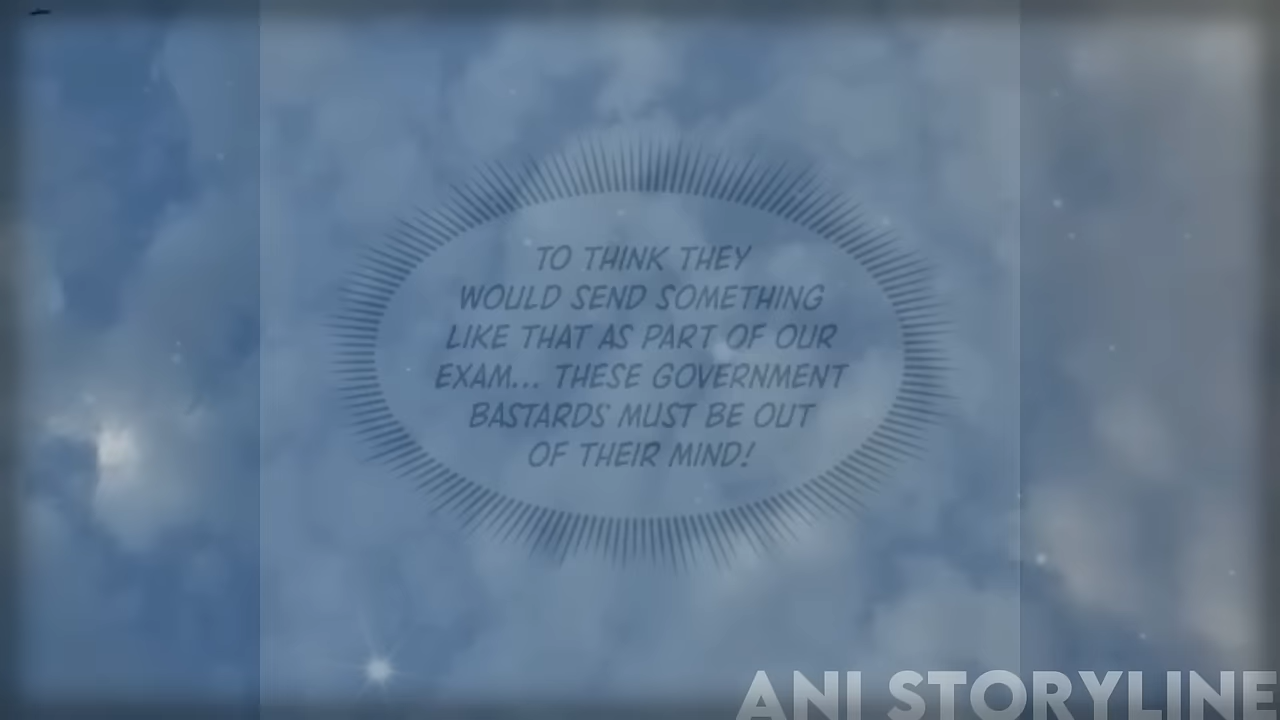 TO THINK THEY
WOULD SEND SOMETHING
LIKE THAT AS PART OF OUR
EXAM... THESE GOVERNMENT
BASTARDS MUST BE OUT
OF THEIR MIND!
ANI STORYLINE